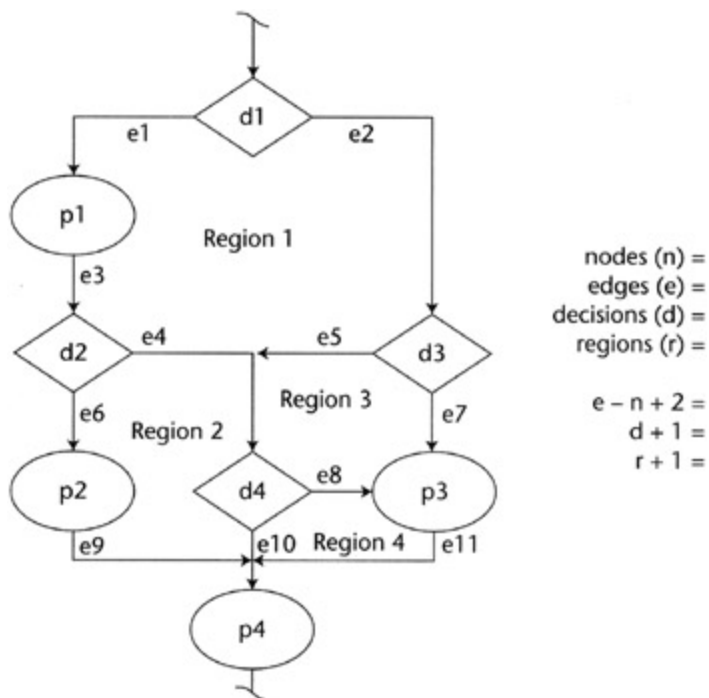 d1
e1
e2
p1
Region 1
e3
d2
e4
e5
d3
e6
Region 2
Region 3
e7
p2
d4
e8
p3
e9
e10
Region 4
e11
p4
nodes (n) =
edges (e) =
decisions (d) =
regions (r) =
e – n + 2 =
d + 1 =
r + 1 =